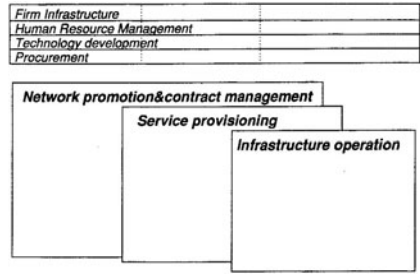 Firm Infrastructure
Human Resource Management
Technology development
Procurement
Network promotion&contract management
Service provisioning
Infrastructure operation